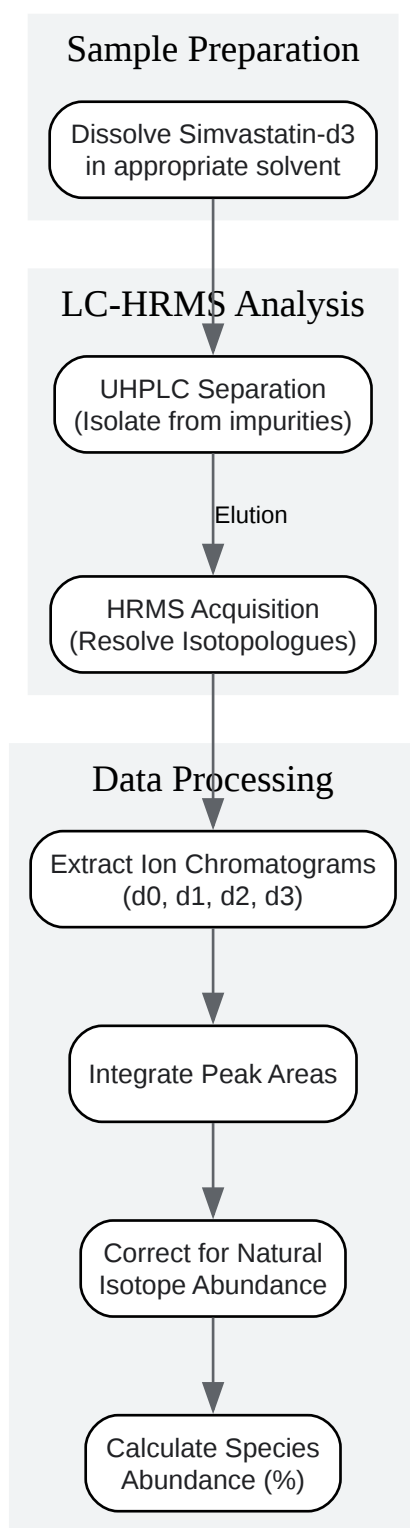 Sample Preparation
Dissolve Simvastatin-d3
in appropriate solvent
LC-HRMS Analysis
UHPLC Separation
(Isolate from impurities)
Elution
HRMS Acquisition
(Resolve Isotopologues)
Data Processing
Extract Ion Chromatograms
(d0, d1, d2, d3)
Integrate Peak Areas
Correct for Natural
Isotope Abundance
Calculate Species
Abundance (%)